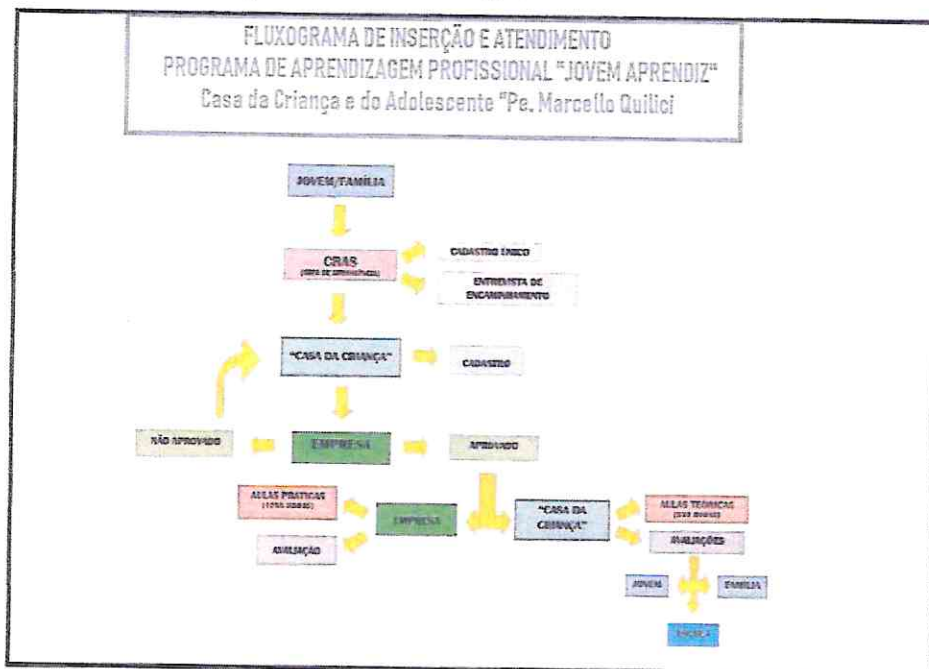 FLUXOGRAMA DE INSERÇÃO E ATENDIMENTO
PROGRAMA DE APRENDIZAGEM PROFISSIONAL "JOVEM APRENDIZ"
Casa da Criança e do Adolescente "Pe. Marcello Quilici
JOVEM/FAMÍLIA
CRAS
CADASTRO ÚNICO
ENTREVISTA DE
ENCAMINHAMENTO
"CASA DA CRIANÇA"
CADASTRO
NÃO APROVADO
EMPRESA
APROVADO
AULAS PRATICAS
EMPRESA
"CASA DA
CRIANÇA"
AULAS TEÓRICAS
AVALIAÇÃO
AVALIAÇÕES
JOVEM
FAMÍLIA